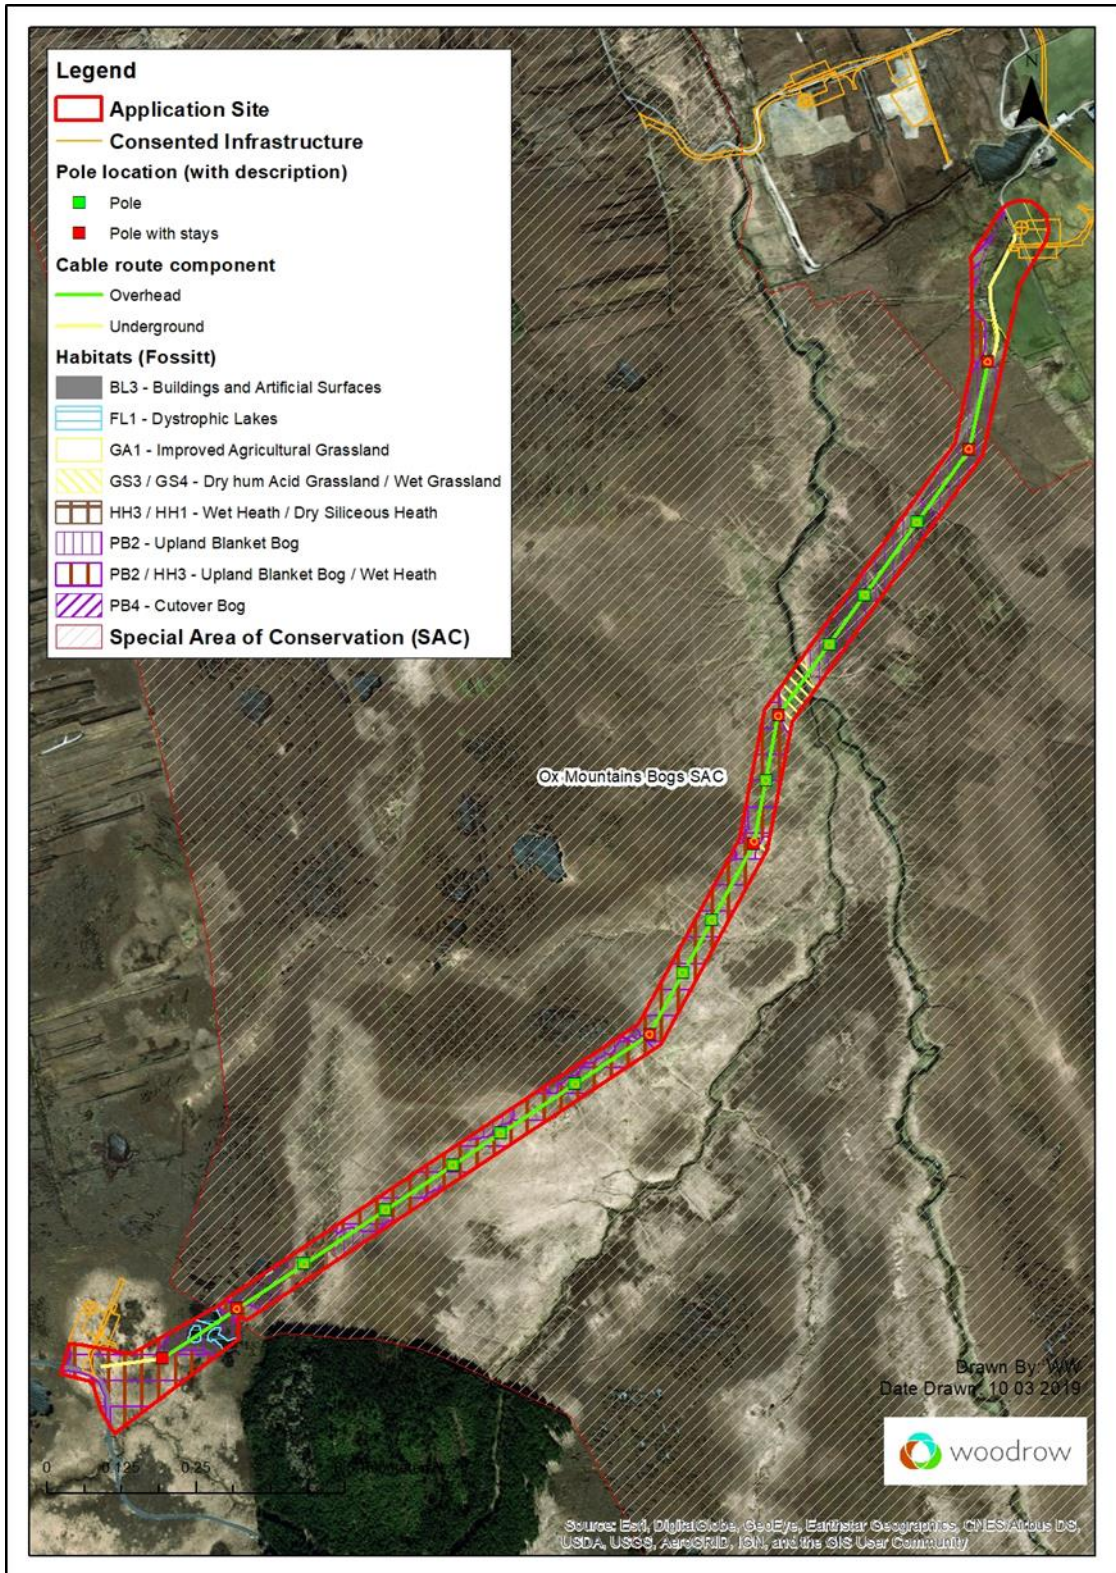 Legend
Application Site
Consented Infrastructure
Pole location (with description)
Pole
Pole with stays
Cable route component
Overhead
Underground
Habitats (Fossitt)
BL3 - Buildings and Artificial Surfaces
FL1 - Dystrophic Lakes
GA1 - Improved Agricultural Grassland
GS3 / GS4 - Dry hum Acid Grassland / Wet Grassland
HH3 / HH1 - Wet Heath / Dry Siliceous Heath
PB2 - Upland Blanket Bog
PB2 / HH3 - Upland Blanket Bog / Wet Heath
PB4 - Cutover Bog
Special Area of Conservation (SAC)
N
Ox Mountains Bogs SAC
Drawn By: WW
Date Drawn: 10 03 2019
woodrow
0 0.125 0.25
Source: Esri, DigitalGlobe, GeoEye, Earthstar Geographics, CNES/Airbus DS,
USDA, USGS, AeroGRID, IGN, and the GIS User Community